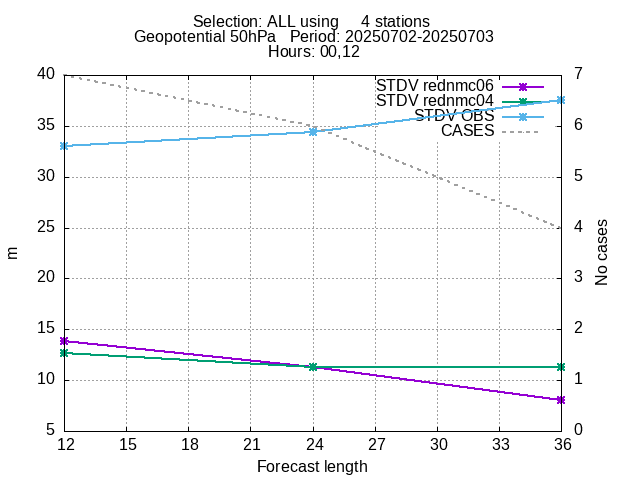 Selection: ALL using     4 stations
Geopotential 50hPa   Period: 20250702-20250703
Hours: 00,12
STDV rednmc06
STDV rednmc04
STDV OBS
CASES
40
35
30
25
20
15
10
5
m
7
6
5
4
3
2
1
0
No cases
12 15 18 21 24 27 30 33 36
Forecast length